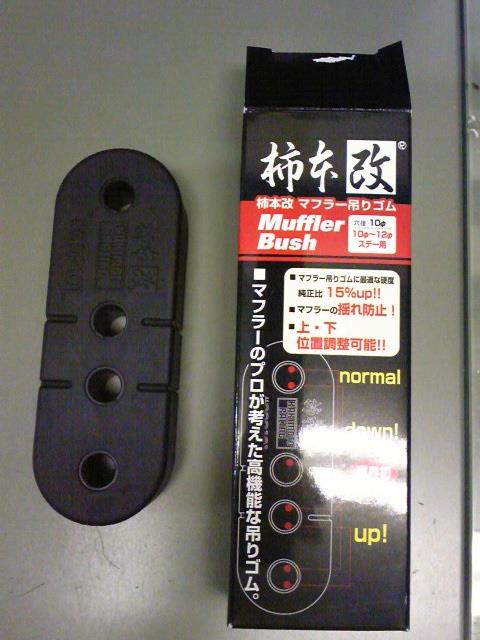 柿本改®
柿本改 マフラー吊りゴム
Muffler
Bush
穴径 10φ
10φ〜12φ
ステー用
■マフラー吊りゴムに最適な硬度
純正比 15%up!!
■マフラーの揺れ防止!
■上・下
位置調整可能!!
■マフラーのプロが考えた高機能な吊りゴム。
normal
down!
up!
柿本改